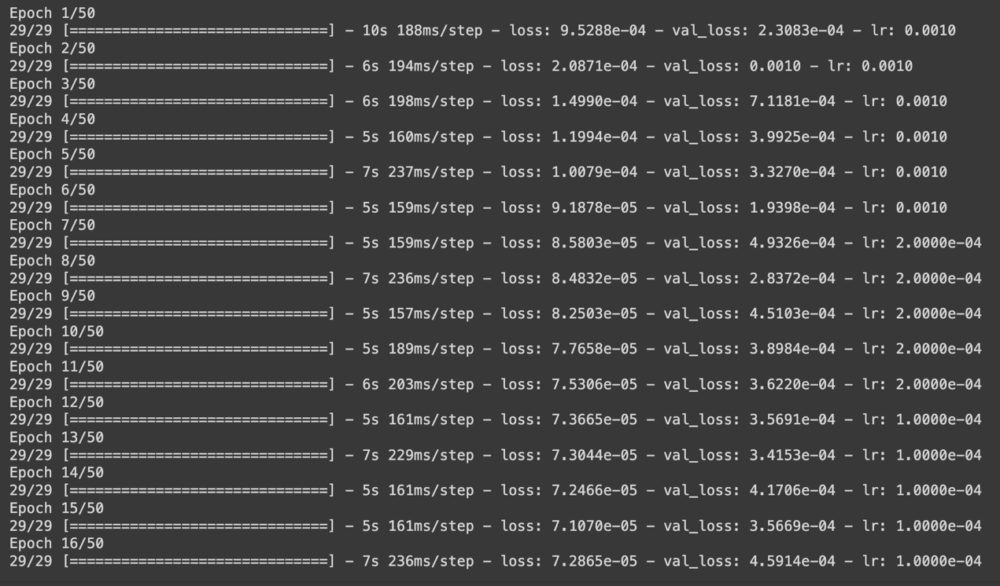 Epoch 1/50
29/29 [==============================] - 10s 188ms/step - loss: 9.5288e-04 - val_loss: 2.3083e-04 - lr: 0.0010
Epoch 2/50
29/29 [==============================] - 6s 194ms/step - loss: 2.0871e-04 - val_loss: 0.0010 - lr: 0.0010
Epoch 3/50
29/29 [==============================] - 6s 198ms/step - loss: 1.4990e-04 - val_loss: 7.1181e-04 - lr: 0.0010
Epoch 4/50
29/29 [==============================] - 5s 160ms/step - loss: 1.1994e-04 - val_loss: 3.9925e-04 - lr: 0.0010
Epoch 5/50
29/29 [==============================] - 7s 237ms/step - loss: 1.0079e-04 - val_loss: 3.3270e-04 - lr: 0.0010
Epoch 6/50
29/29 [==============================] - 5s 159ms/step - loss: 9.1878e-05 - val_loss: 1.9398e-04 - lr: 0.0010
Epoch 7/50
29/29 [==============================] - 5s 159ms/step - loss: 8.5803e-05 - val_loss: 4.9326e-04 - lr: 2.0000e-04
Epoch 8/50
29/29 [==============================] - 7s 236ms/step - loss: 8.4832e-05 - val_loss: 2.8372e-04 - lr: 2.0000e-04
Epoch 9/50
29/29 [==============================] - 5s 157ms/step - loss: 8.2503e-05 - val_loss: 4.5103e-04 - lr: 2.0000e-04
Epoch 10/50
29/29 [==============================] - 5s 189ms/step - loss: 7.7658e-05 - val_loss: 3.8984e-04 - lr: 2.0000e-04
Epoch 11/50
29/29 [==============================] - 6s 203ms/step - loss: 7.5306e-05 - val_loss: 3.6220e-04 - lr: 2.0000e-04
Epoch 12/50
29/29 [==============================] - 5s 161ms/step - loss: 7.3665e-05 - val_loss: 3.5691e-04 - lr: 1.0000e-04
Epoch 13/50
29/29 [==============================] - 7s 229ms/step - loss: 7.3044e-05 - val_loss: 3.4153e-04 - lr: 1.0000e-04
Epoch 14/50
29/29 [==============================] - 5s 161ms/step - loss: 7.2466e-05 - val_loss: 4.1706e-04 - lr: 1.0000e-04
Epoch 15/50
29/29 [==============================] - 5s 161ms/step - loss: 7.1070e-05 - val_loss: 3.5669e-04 - lr: 1.0000e-04
Epoch 16/50
29/29 [==============================] - 7s 236ms/step - loss: 7.2865e-05 - val_loss: 4.5914e-04 - lr: 1.0000e-04